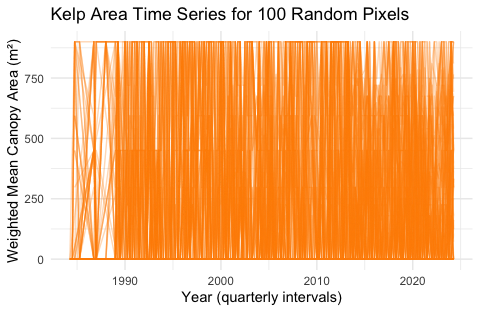 Kelp Area Time Series for 100 Random Pixels
Weighted Mean Canopy Area (m²)
750
500
250
0
1990
2000
2010
2020
Year (quarterly intervals)